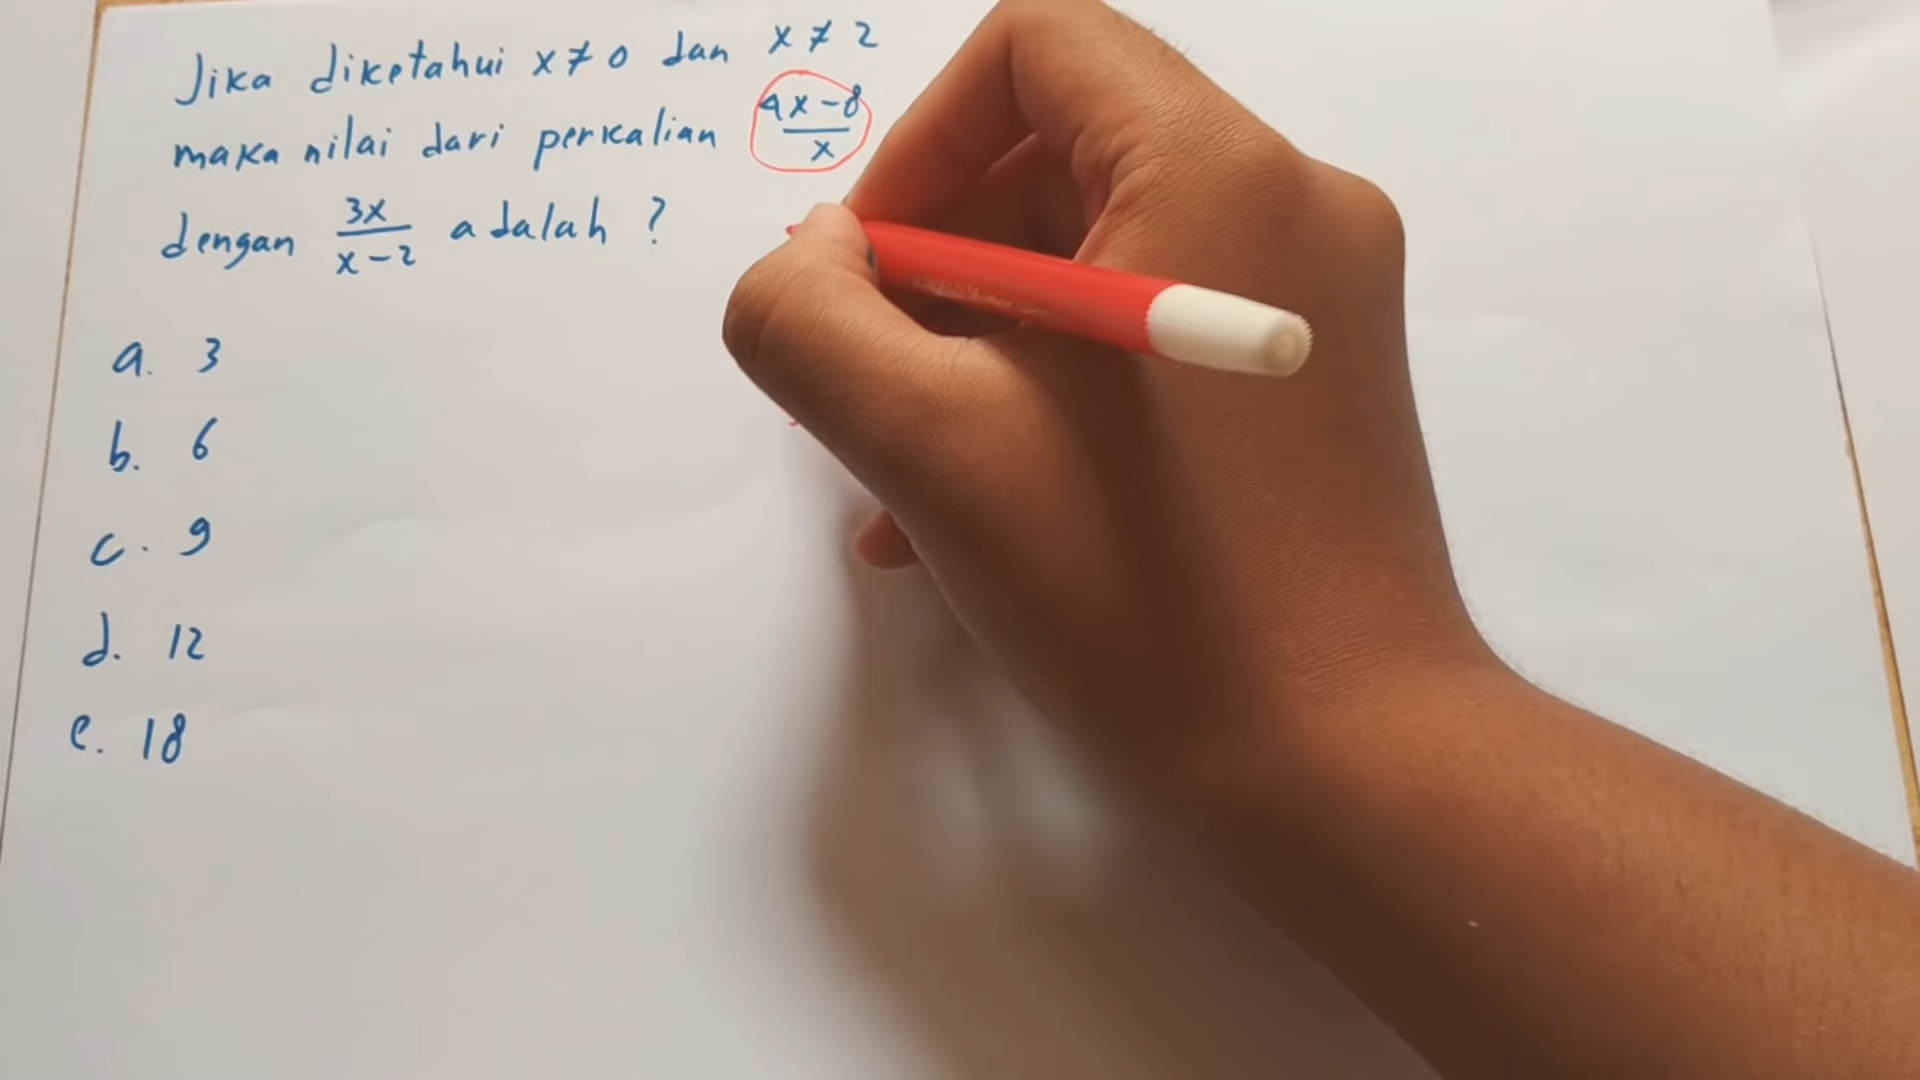 Jika diketahui x ≠ 0 dan x ≠ 2
maka nilai dari perkalian (4x-8)/x
dengan 3x/(x-2) adalah ?
a. 3
b. 6
c. 9
d. 12
e. 18